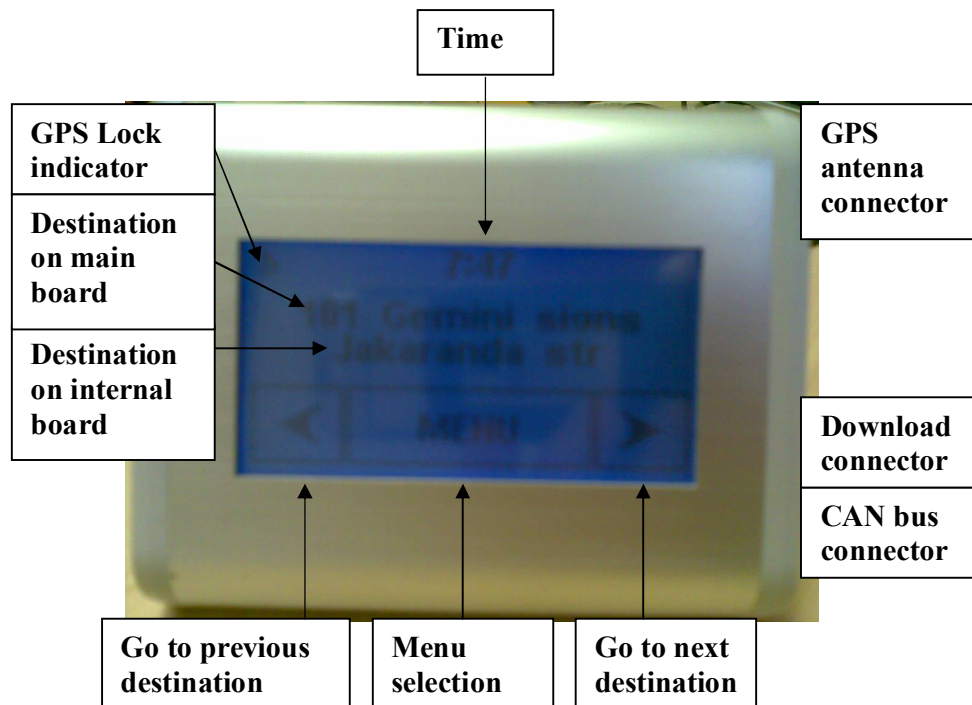 Time
GPS Lock
indicator
GPS
antenna
connector
Destination
on main
board
Destination
on internal
board
7:47
101 Gemini signs
Jakaranda str
MENU
Download
connector
CAN bus
connector
Go to previous
destination
Menu
selection
Go to next
destination